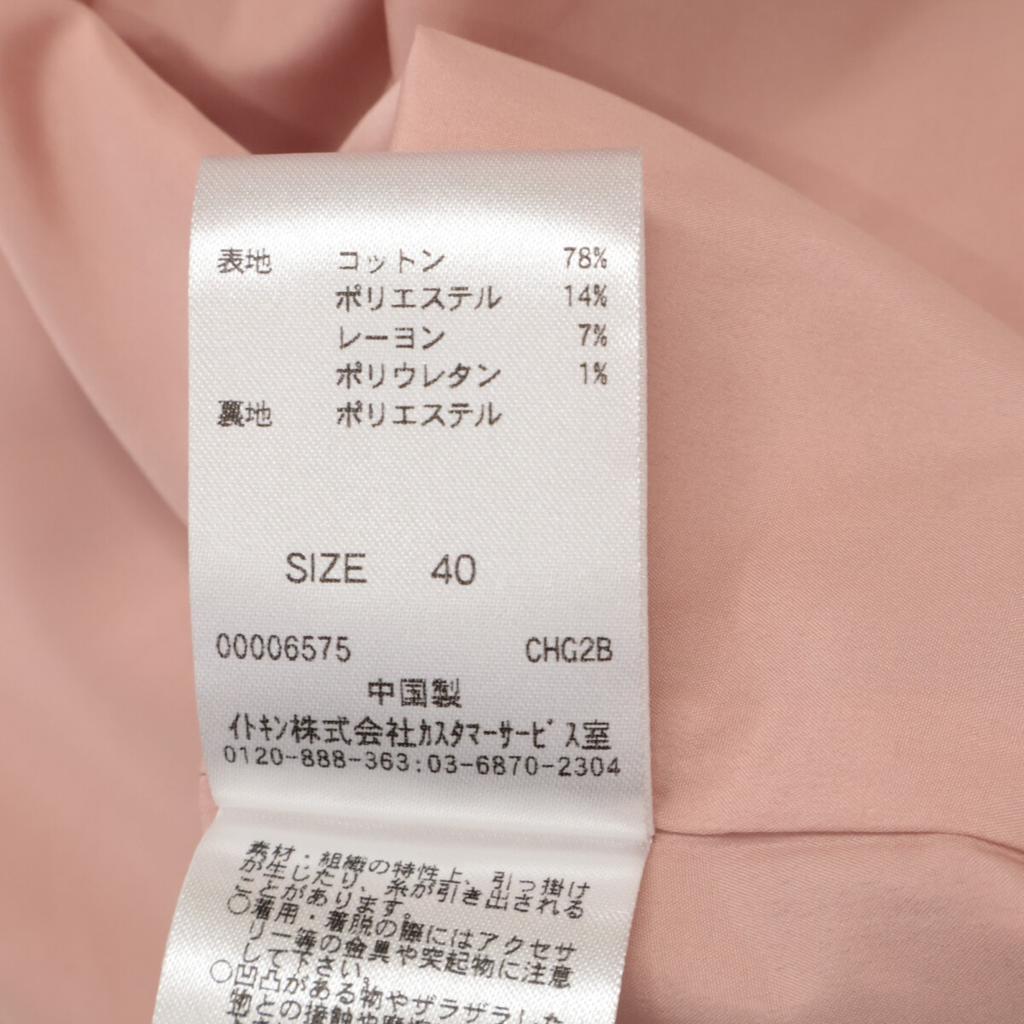 表地 コットン 78%
ポリエステル 14%
レーヨン 7%
ポリウレタン 1%
裏地 ポリエステル
SIZE 40
00006575 CHG2B
中国製
イトキン株式会社カスタマーサービス室
0120-888-363:03-6870-2304
素材・組織の特性上、引っ掛け
が生じたり、糸が引き出される
ことがあります。
○着用・着脱の際にはアクセサ
リー等の金具や突起物に注意
して下さい。
○凹凸がある物やザラザラした
物との接触や